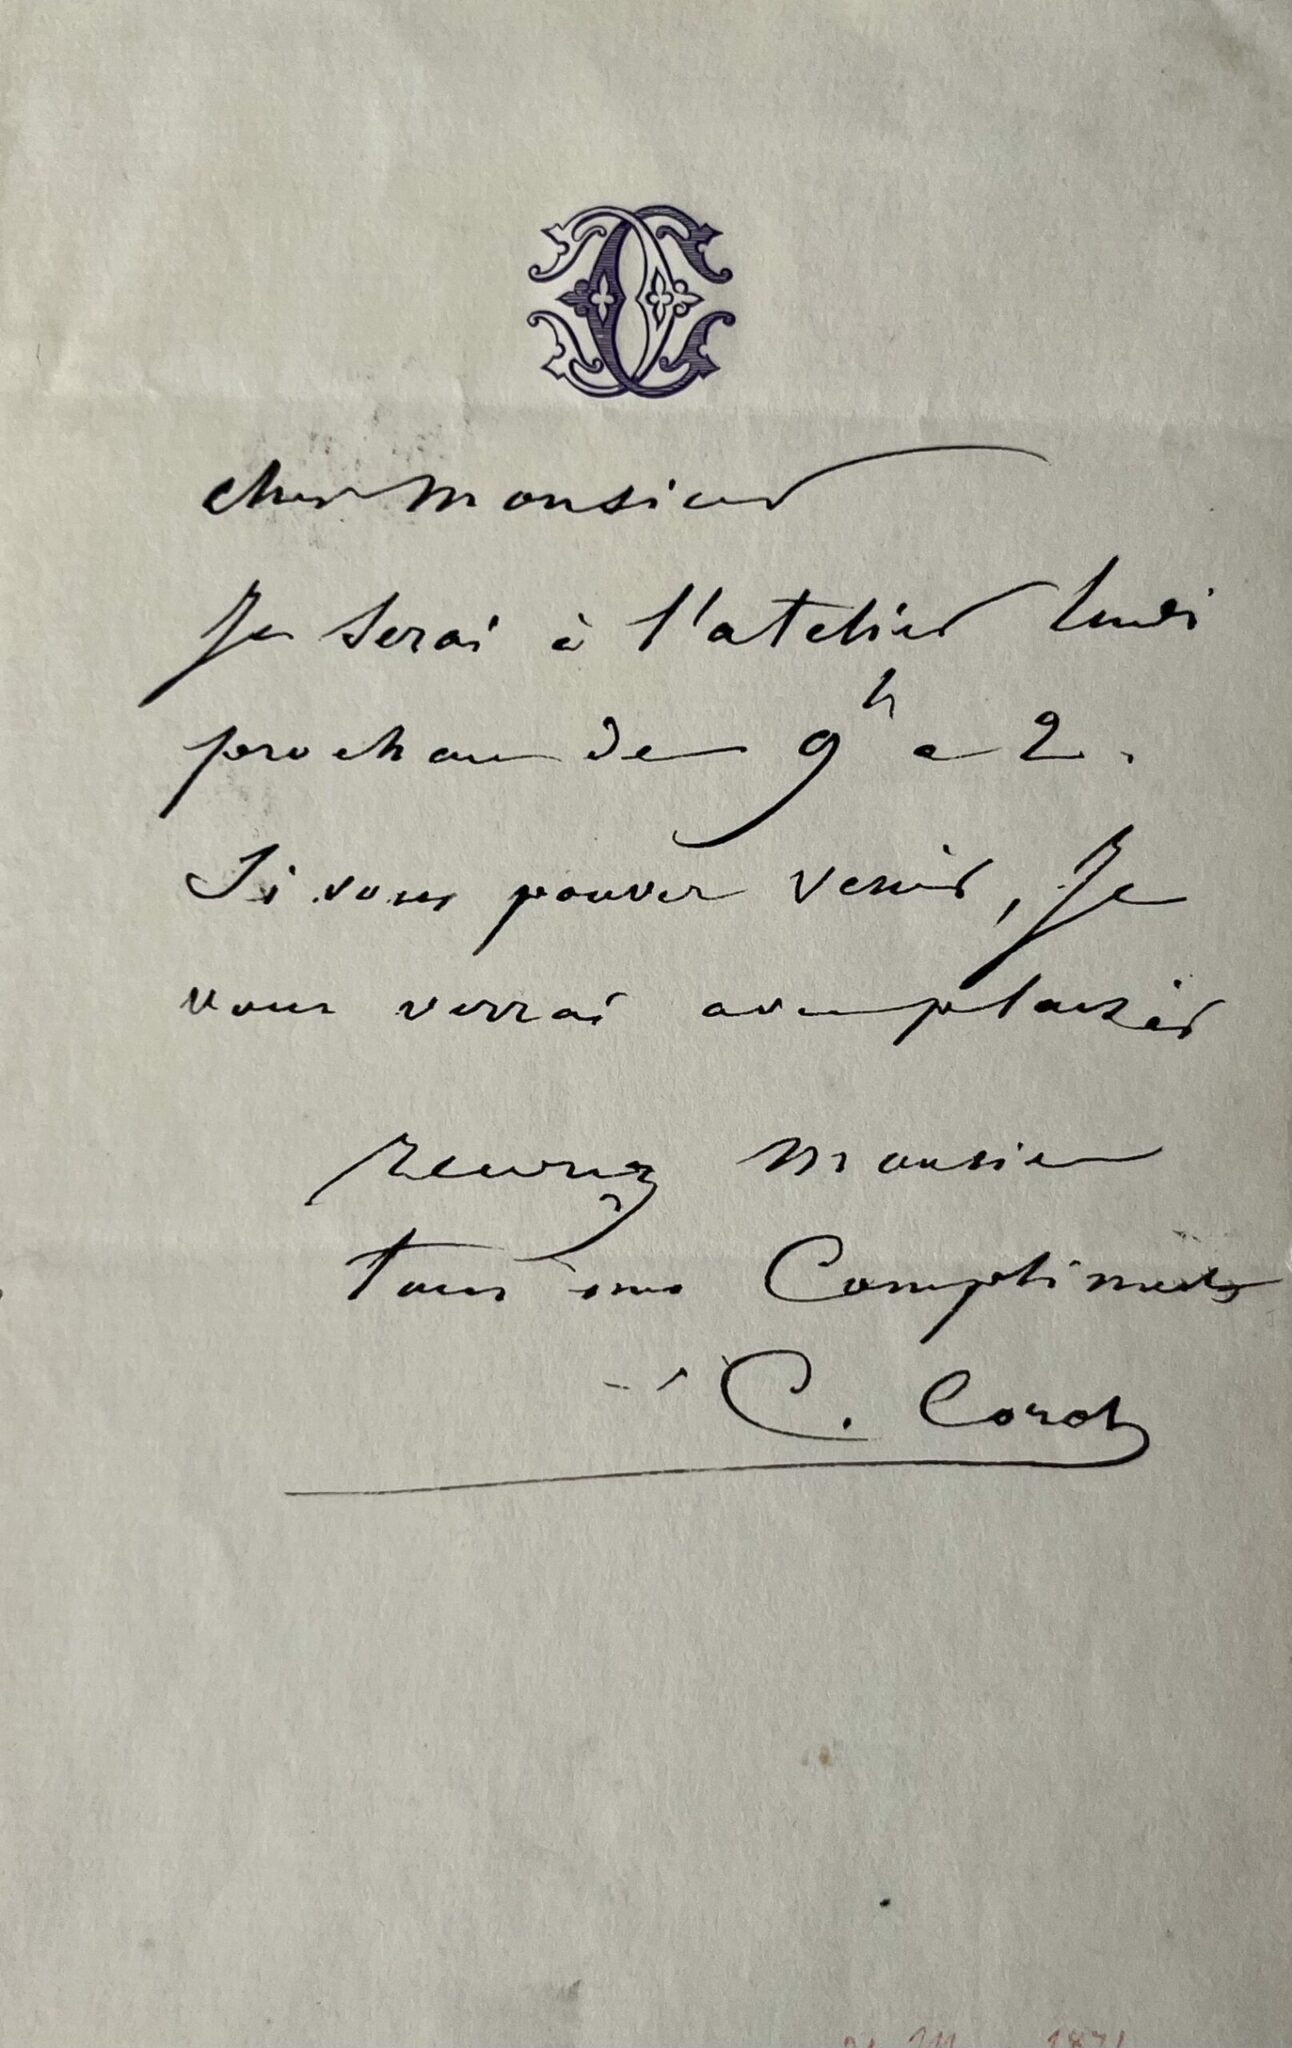 cher Monsieur
Je serai à l'atelier lundi
prochain de 9h a 2.
Si vous pouvez venir, Je
vous verrai avec plaisir
recevez Monsieur
tous mes Compliments
C. Corot